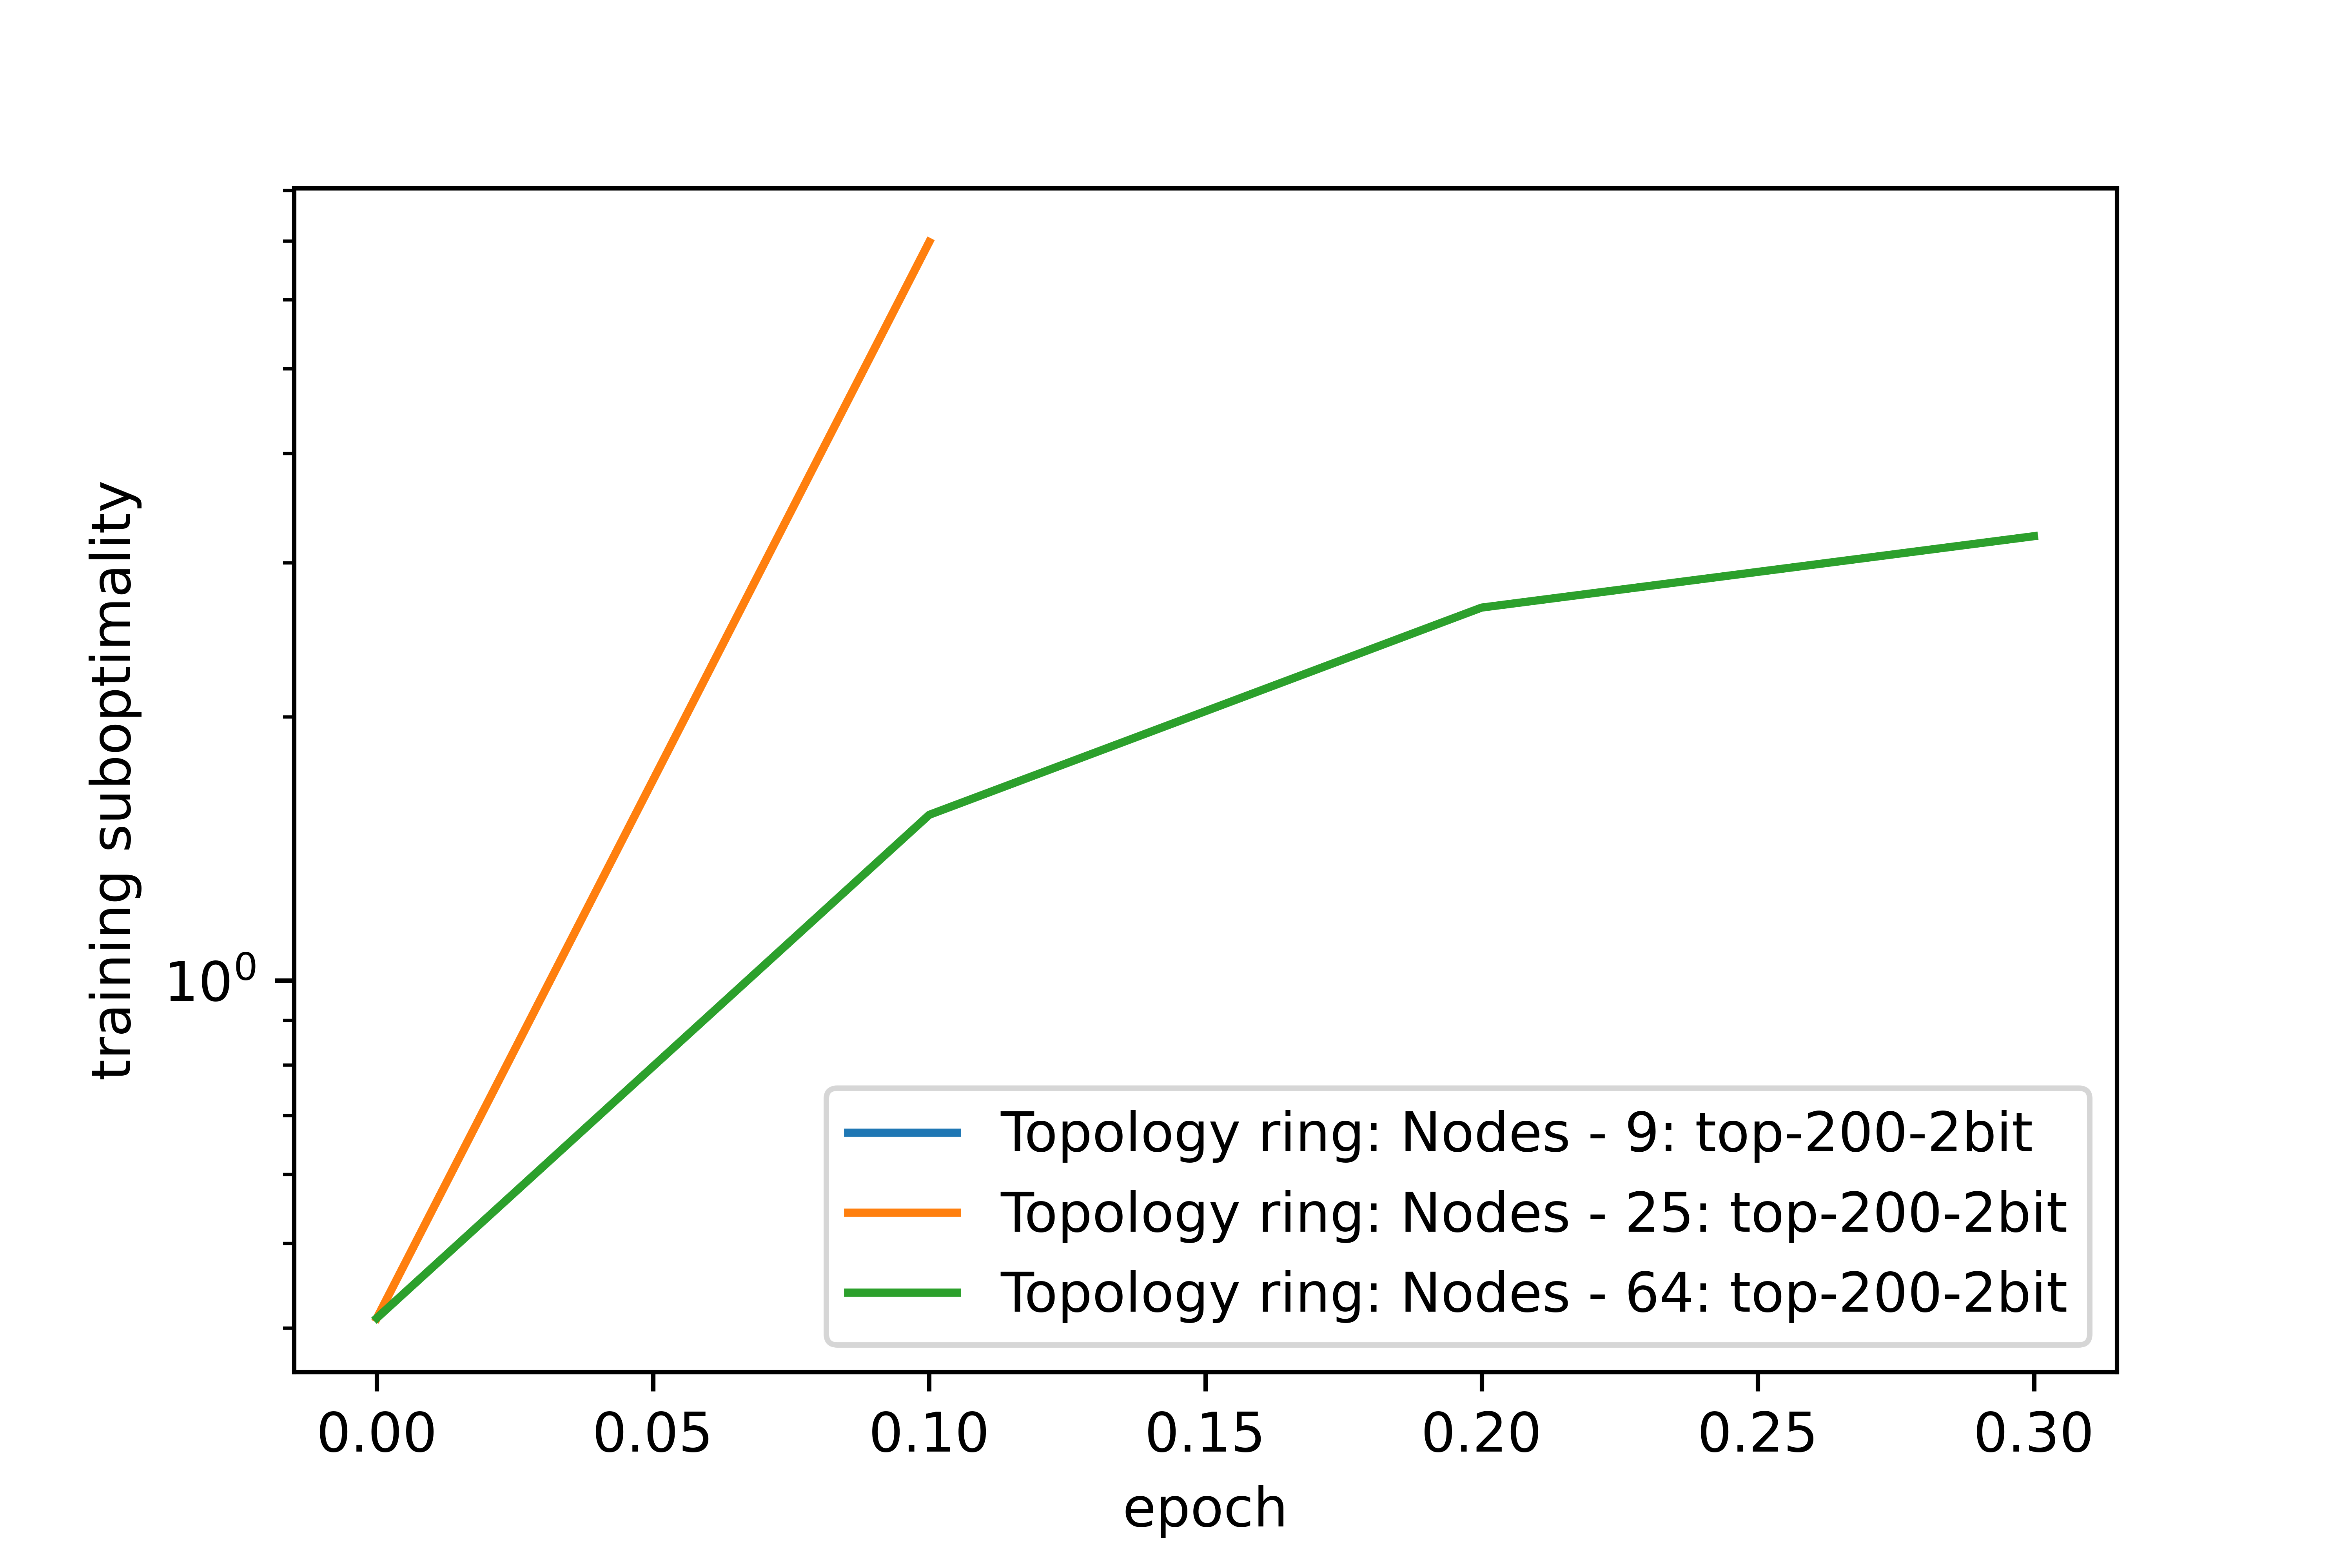 training suboptimality
10⁰
Topology ring: Nodes - 9: top-200-2bit
Topology ring: Nodes - 25: top-200-2bit
Topology ring: Nodes - 64: top-200-2bit
0.00 0.05 0.10 0.15 0.20 0.25 0.30
epoch